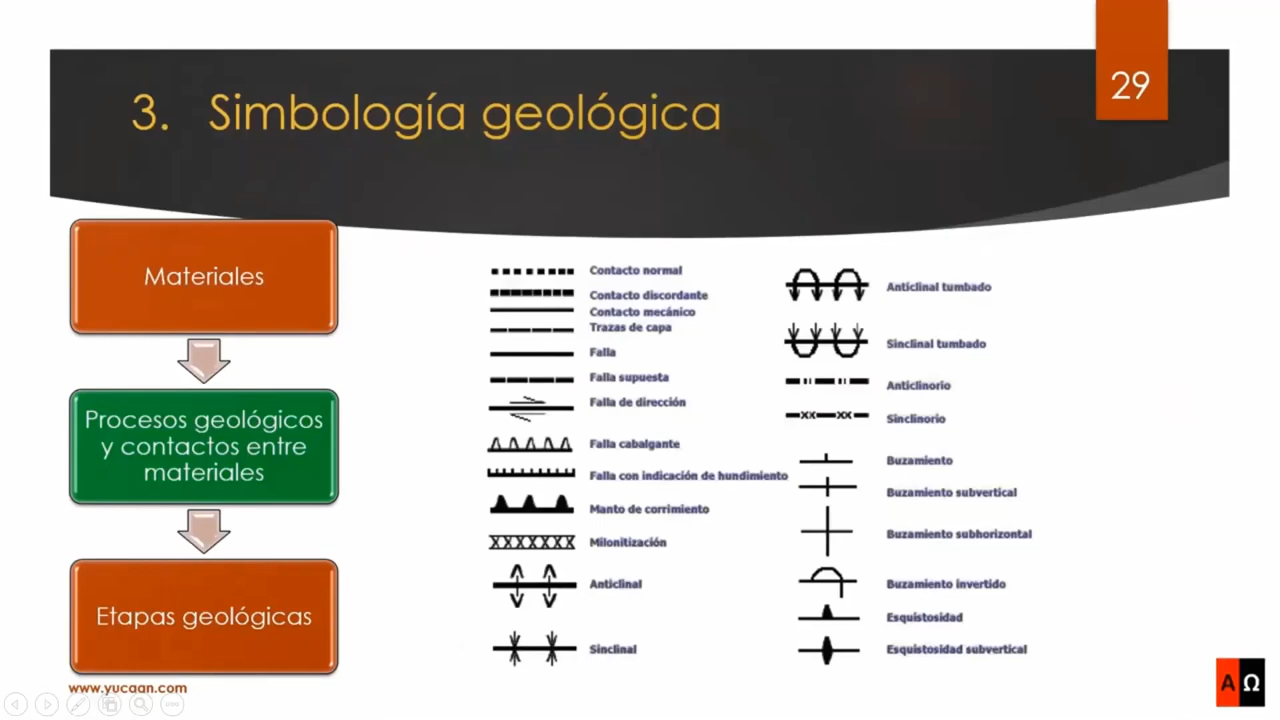 3. Simbología geológica
29
Materiales
Procesos geológicos
y contactos entre
materiales
Etapas geológicas
Contacto normal
Contacto discordante
Contacto mecánico
Trazas de capa
Falla
Falla supuesta
Falla de dirección
Falla cabalgante
Falla con indicación de hundimiento
Manto de corrimiento
Milonitización
Anticlinal
Sinclinal
Anticlinal tumbado
Sinclinal tumbado
Anticlinorio
Sinclinorio
Buzamiento
Buzamiento subvertical
Buzamiento subhorizontal
Buzamiento invertido
Esquistosidad
Esquistosidad subvertical
www.yucaan.com
A Ω